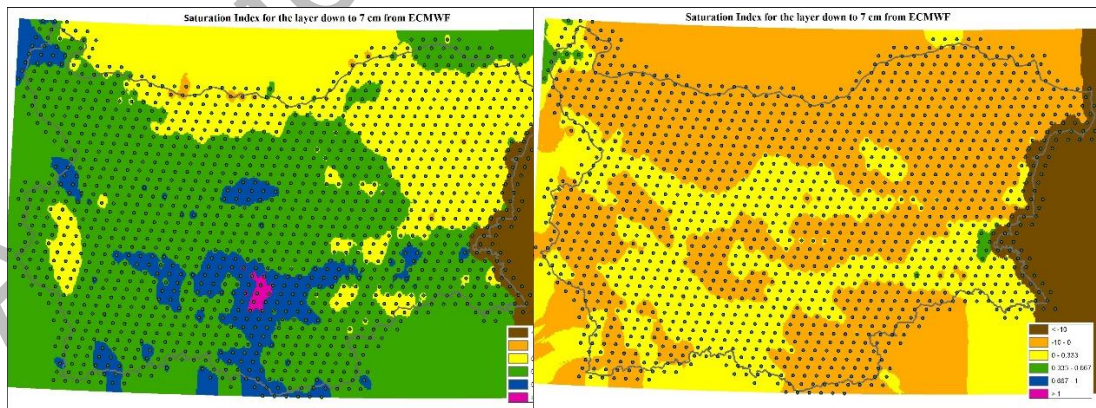 Saturation Index for the layer down to 7 cm from ECMWF
Saturation Index for the layer down to 7 cm from ECMWF
< -10
-10 - 0
0 - 0.333
0.333 - 0.667
0.667 - 1
> 1